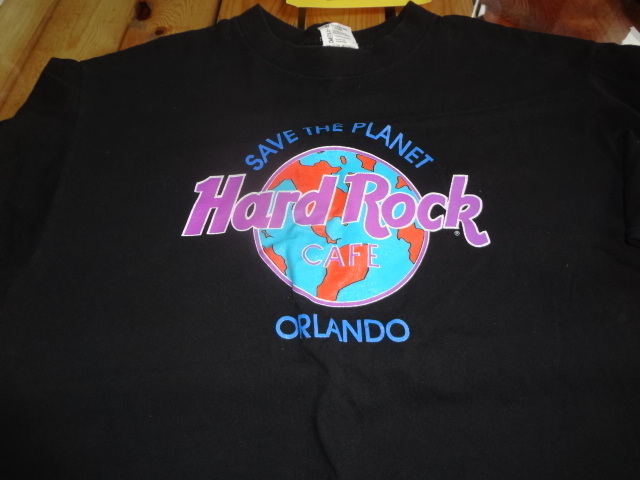 SAVE THE PLANET
Hard Rock
CAFE
ORLANDO